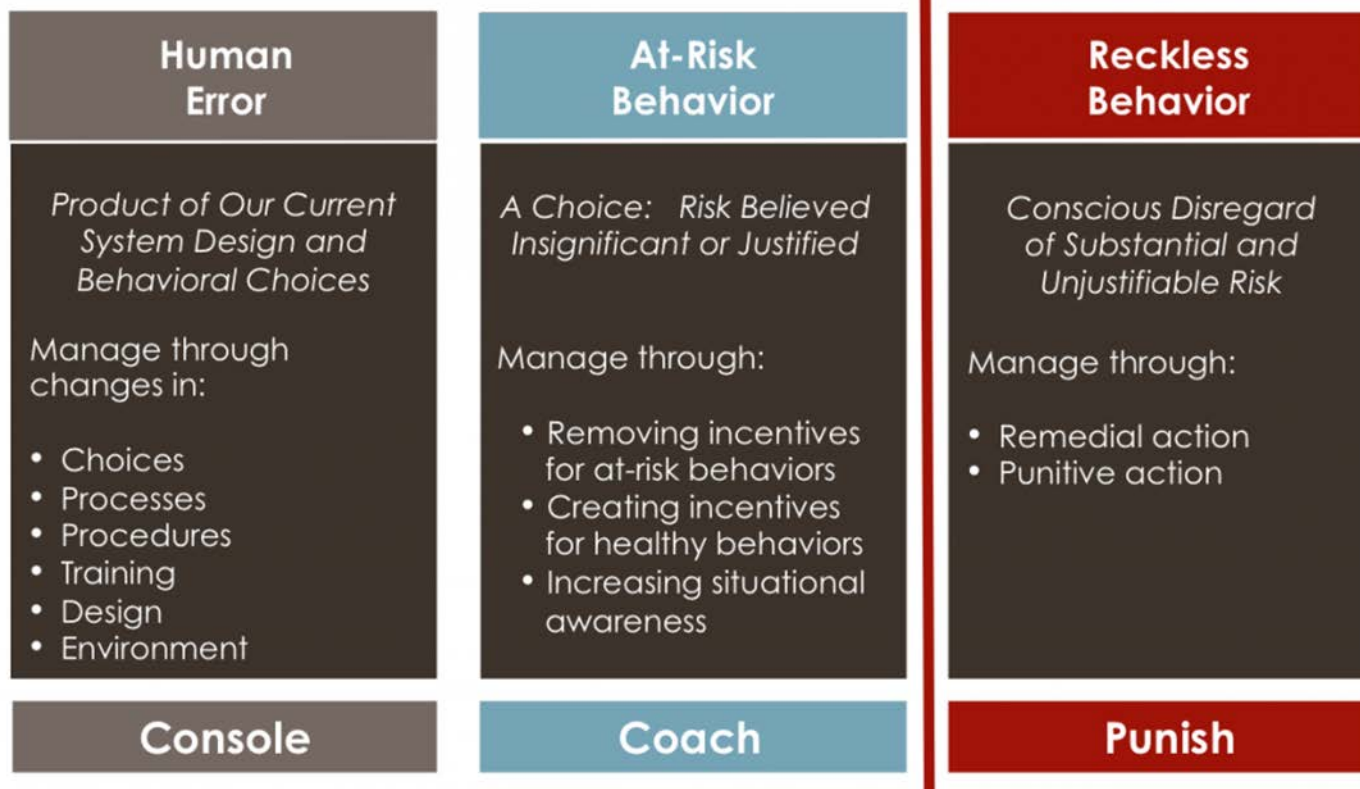 Human
Error
Product of Our Current
System Design and
Behavioral Choices
Manage through
changes in:
• Choices
• Processes
• Procedures
• Training
• Design
• Environment
Console
At-Risk
Behavior
A Choice: Risk Believed
Insignificant or Justified
Manage through:
• Removing incentives
for at-risk behaviors
• Creating incentives
for healthy behaviors
• Increasing situational
awareness
Coach
Reckless
Behavior
Conscious Disregard
of Substantial and
Unjustifiable Risk
Manage through:
• Remedial action
• Punitive action
Punish